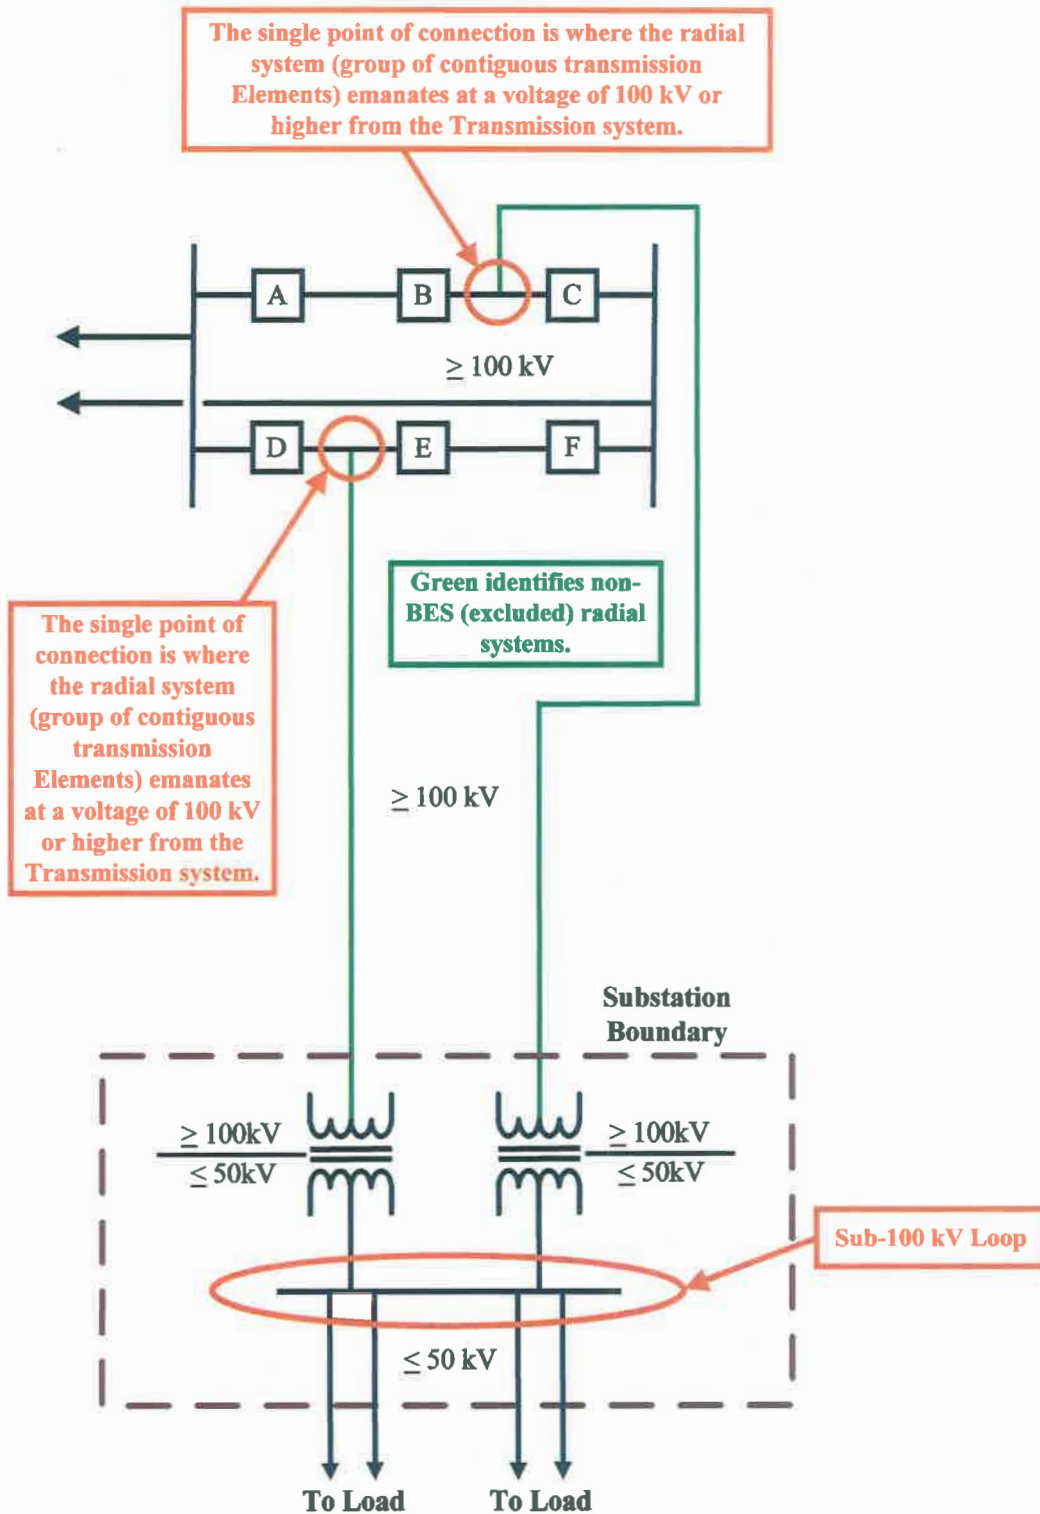 The single point of connection is where the radial
system (group of contiguous transmission
Elements) emanates at a voltage of 100 kV or
higher from the Transmission system.
A
B
C
≥ 100 kV
D
E
F
Green identifies non-
BES (excluded) radial
systems.
The single point of
connection is where
the radial system
(group of contiguous
transmission
Elements) emanates
at a voltage of 100 kV
or higher from the
Transmission system.
≥ 100 kV
Substation
Boundary
≥ 100kV
≤ 50kV
≥ 100kV
≤ 50kV
Sub-100 kV Loop
≤ 50 kV
To Load
To Load